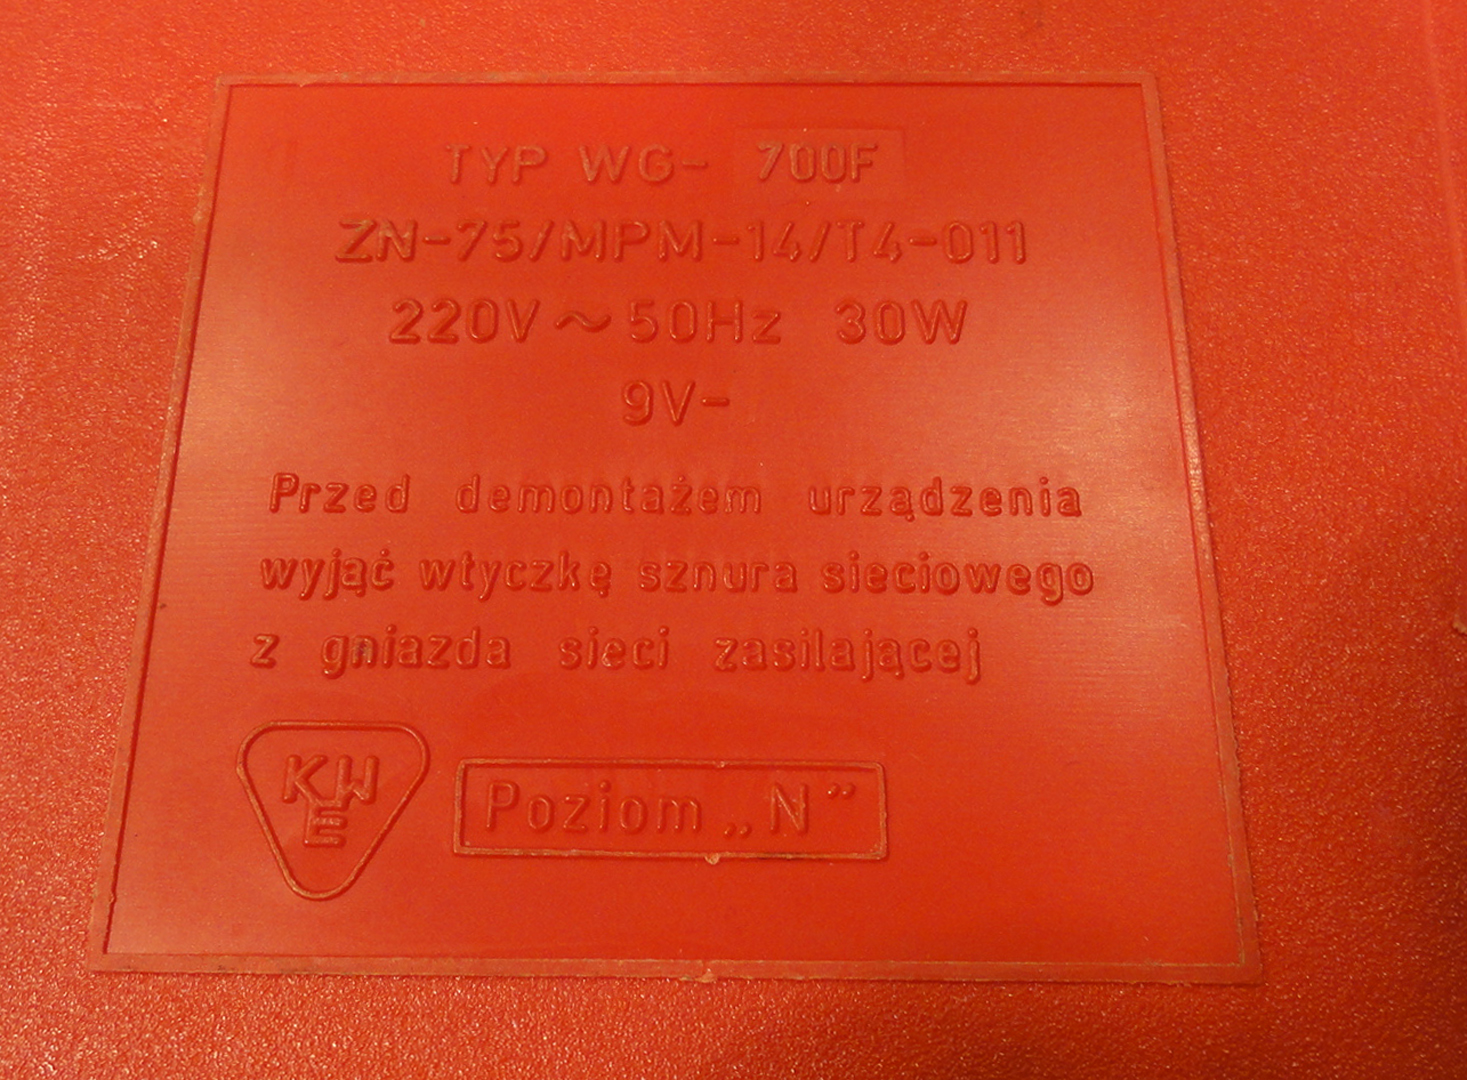 TYP WG- 700F
ZN-75/MPM-14/T4-011
220V ~ 50Hz 30W
9V-
Przed demontażem urządzenia
wyjąć wtyczkę sznura sieciowego
z gniazda sieci zasilającej
KWE
Poziom „N”